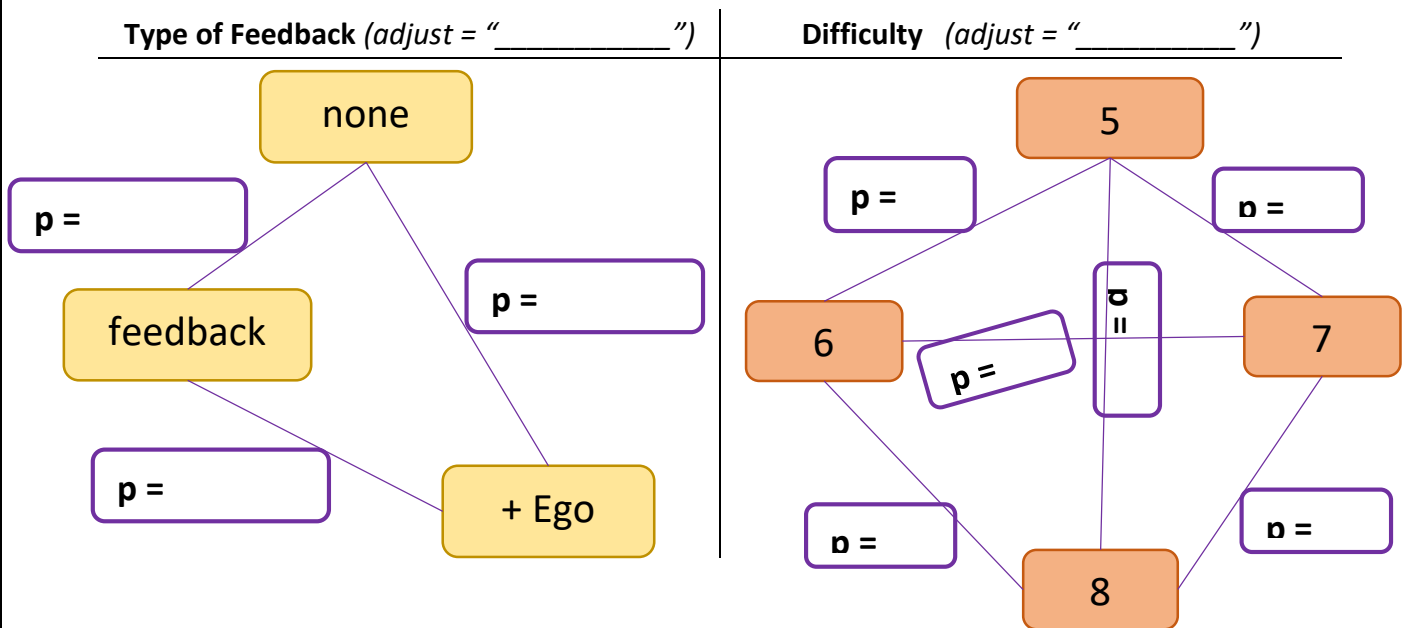 Type of Feedback (adjust = “___________”)
Difficulty (adjust = “__________”)
none
p =
p =
feedback
p =
+ Ego
5
p =
p =
6
p =
p =
7
p =
p =
8